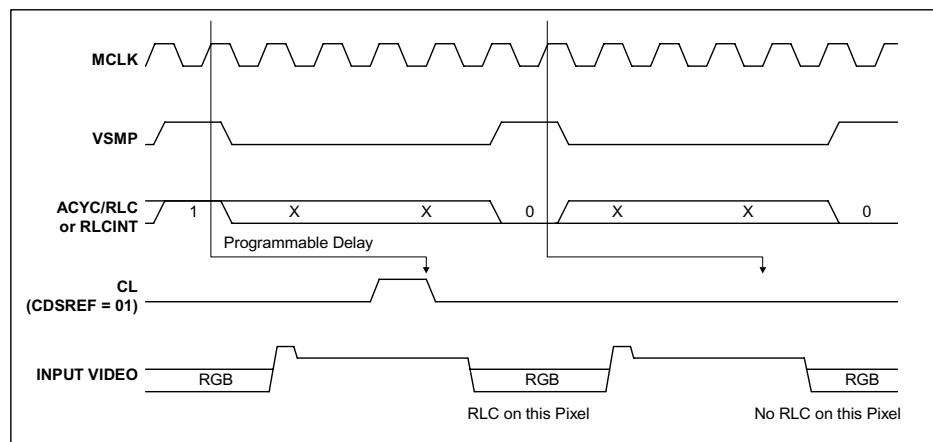 MCLK
VSMP
ACYC/RLC
or RLCINT
1 X X 0 X X 0
Programmable Delay
CL
(CDSREF = 01)
INPUT VIDEO
RGB RGB RGB
RLC on this Pixel No RLC on this Pixel